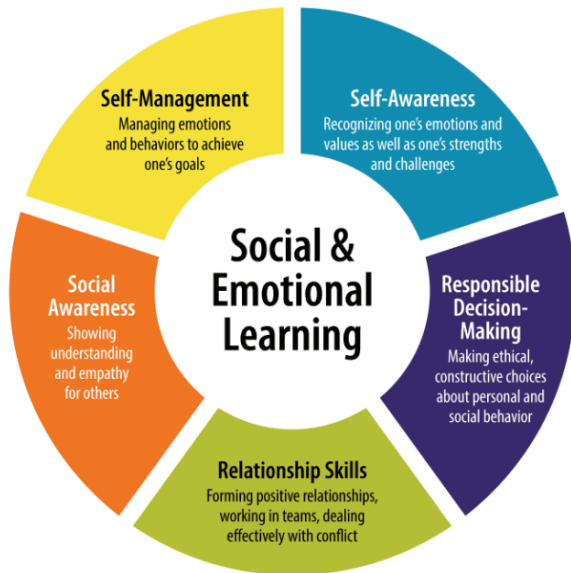 Self-Management
Managing emotions
and behaviors to achieve
one's goals
Self-Awareness
Recognizing one's emotions and
values as well as one's strengths
and challenges
Social &
Emotional
Learning
Social
Awareness
Showing
understanding
and empathy
for others
Responsible
Decision-
Making
Making ethical,
constructive choices
about personal and
social behavior
Relationship Skills
Forming positive relationships,
working in teams, dealing
effectively with conflict